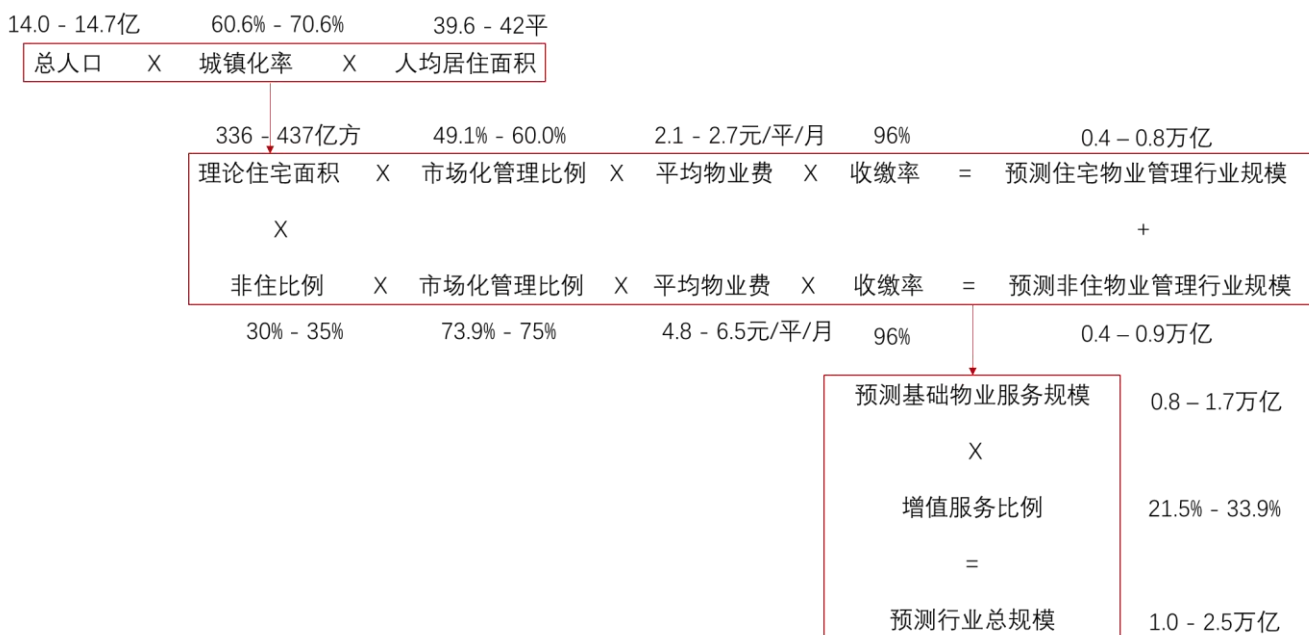 14.0 - 14.7亿 60.6% - 70.6% 39.6 - 42平
总人口 X 城镇化率 X 人均居住面积
336 - 437亿方 49.1% - 60.0% 2.1 - 2.7元/平/月 96% 0.4 – 0.8万亿
理论住宅面积 X 市场化管理比例 X 平均物业费 X 收缴率 = 预测住宅物业管理行业规模
X +
非住比例 X 市场化管理比例 X 平均物业费 X 收缴率 = 预测非住物业管理行业规模
30% - 35% 73.9% - 75% 4.8 - 6.5元/平/月 96% 0.4 – 0.9万亿
预测基础物业服务规模 0.8 – 1.7万亿
X
增值服务比例 21.5% - 33.9%
=
预测行业总规模 1.0 - 2.5万亿